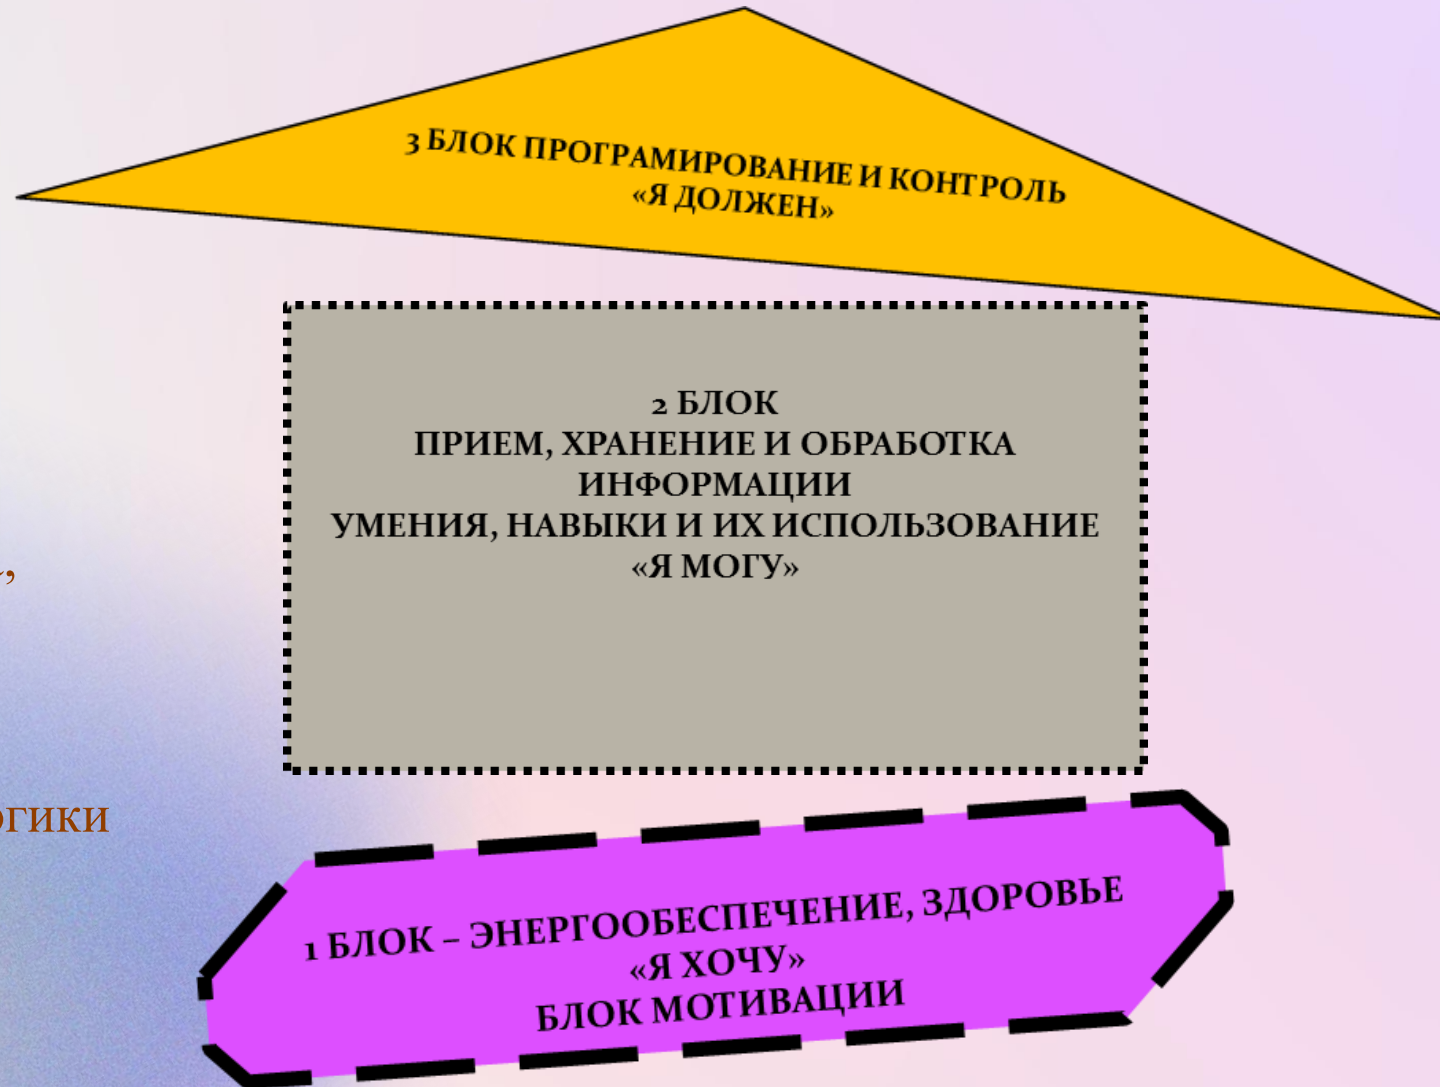 3 БЛОК ПРОГРАМИРОВАНИЕ И КОНТРОЛЬ
«Я ДОЛЖЕН»
2 БЛОК
ПРИЕМ, ХРАНЕНИЕ И ОБРАБОТКА
ИНФОРМАЦИИ
УМЕНИЯ, НАВЫКИ И ИХ ИСПОЛЬЗОВАНИЕ
«Я МОГУ»
1 БЛОК – ЭНЕРГООБЕСПЕЧЕНИЕ, ЗДОРОВЬЕ
«Я ХОЧУ»
БЛОК МОТИВАЦИИ